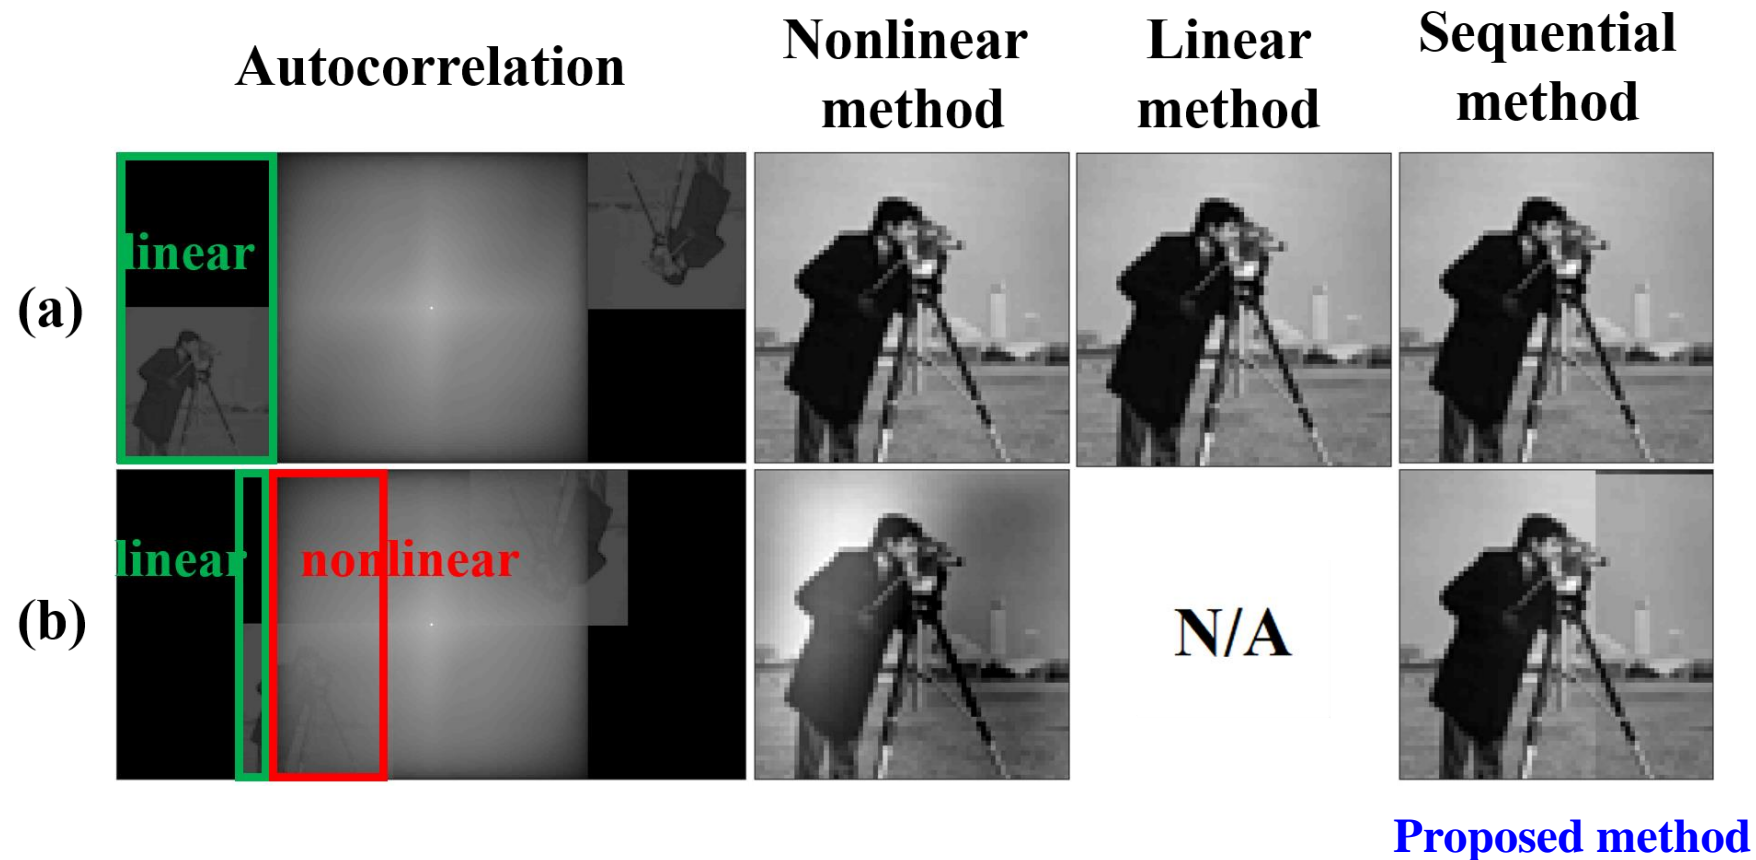 Autocorrelation
Nonlinear
method
Linear
method
Sequential
method
(a)
linear
(b)
linear
nonlinear
N/A
Proposed method